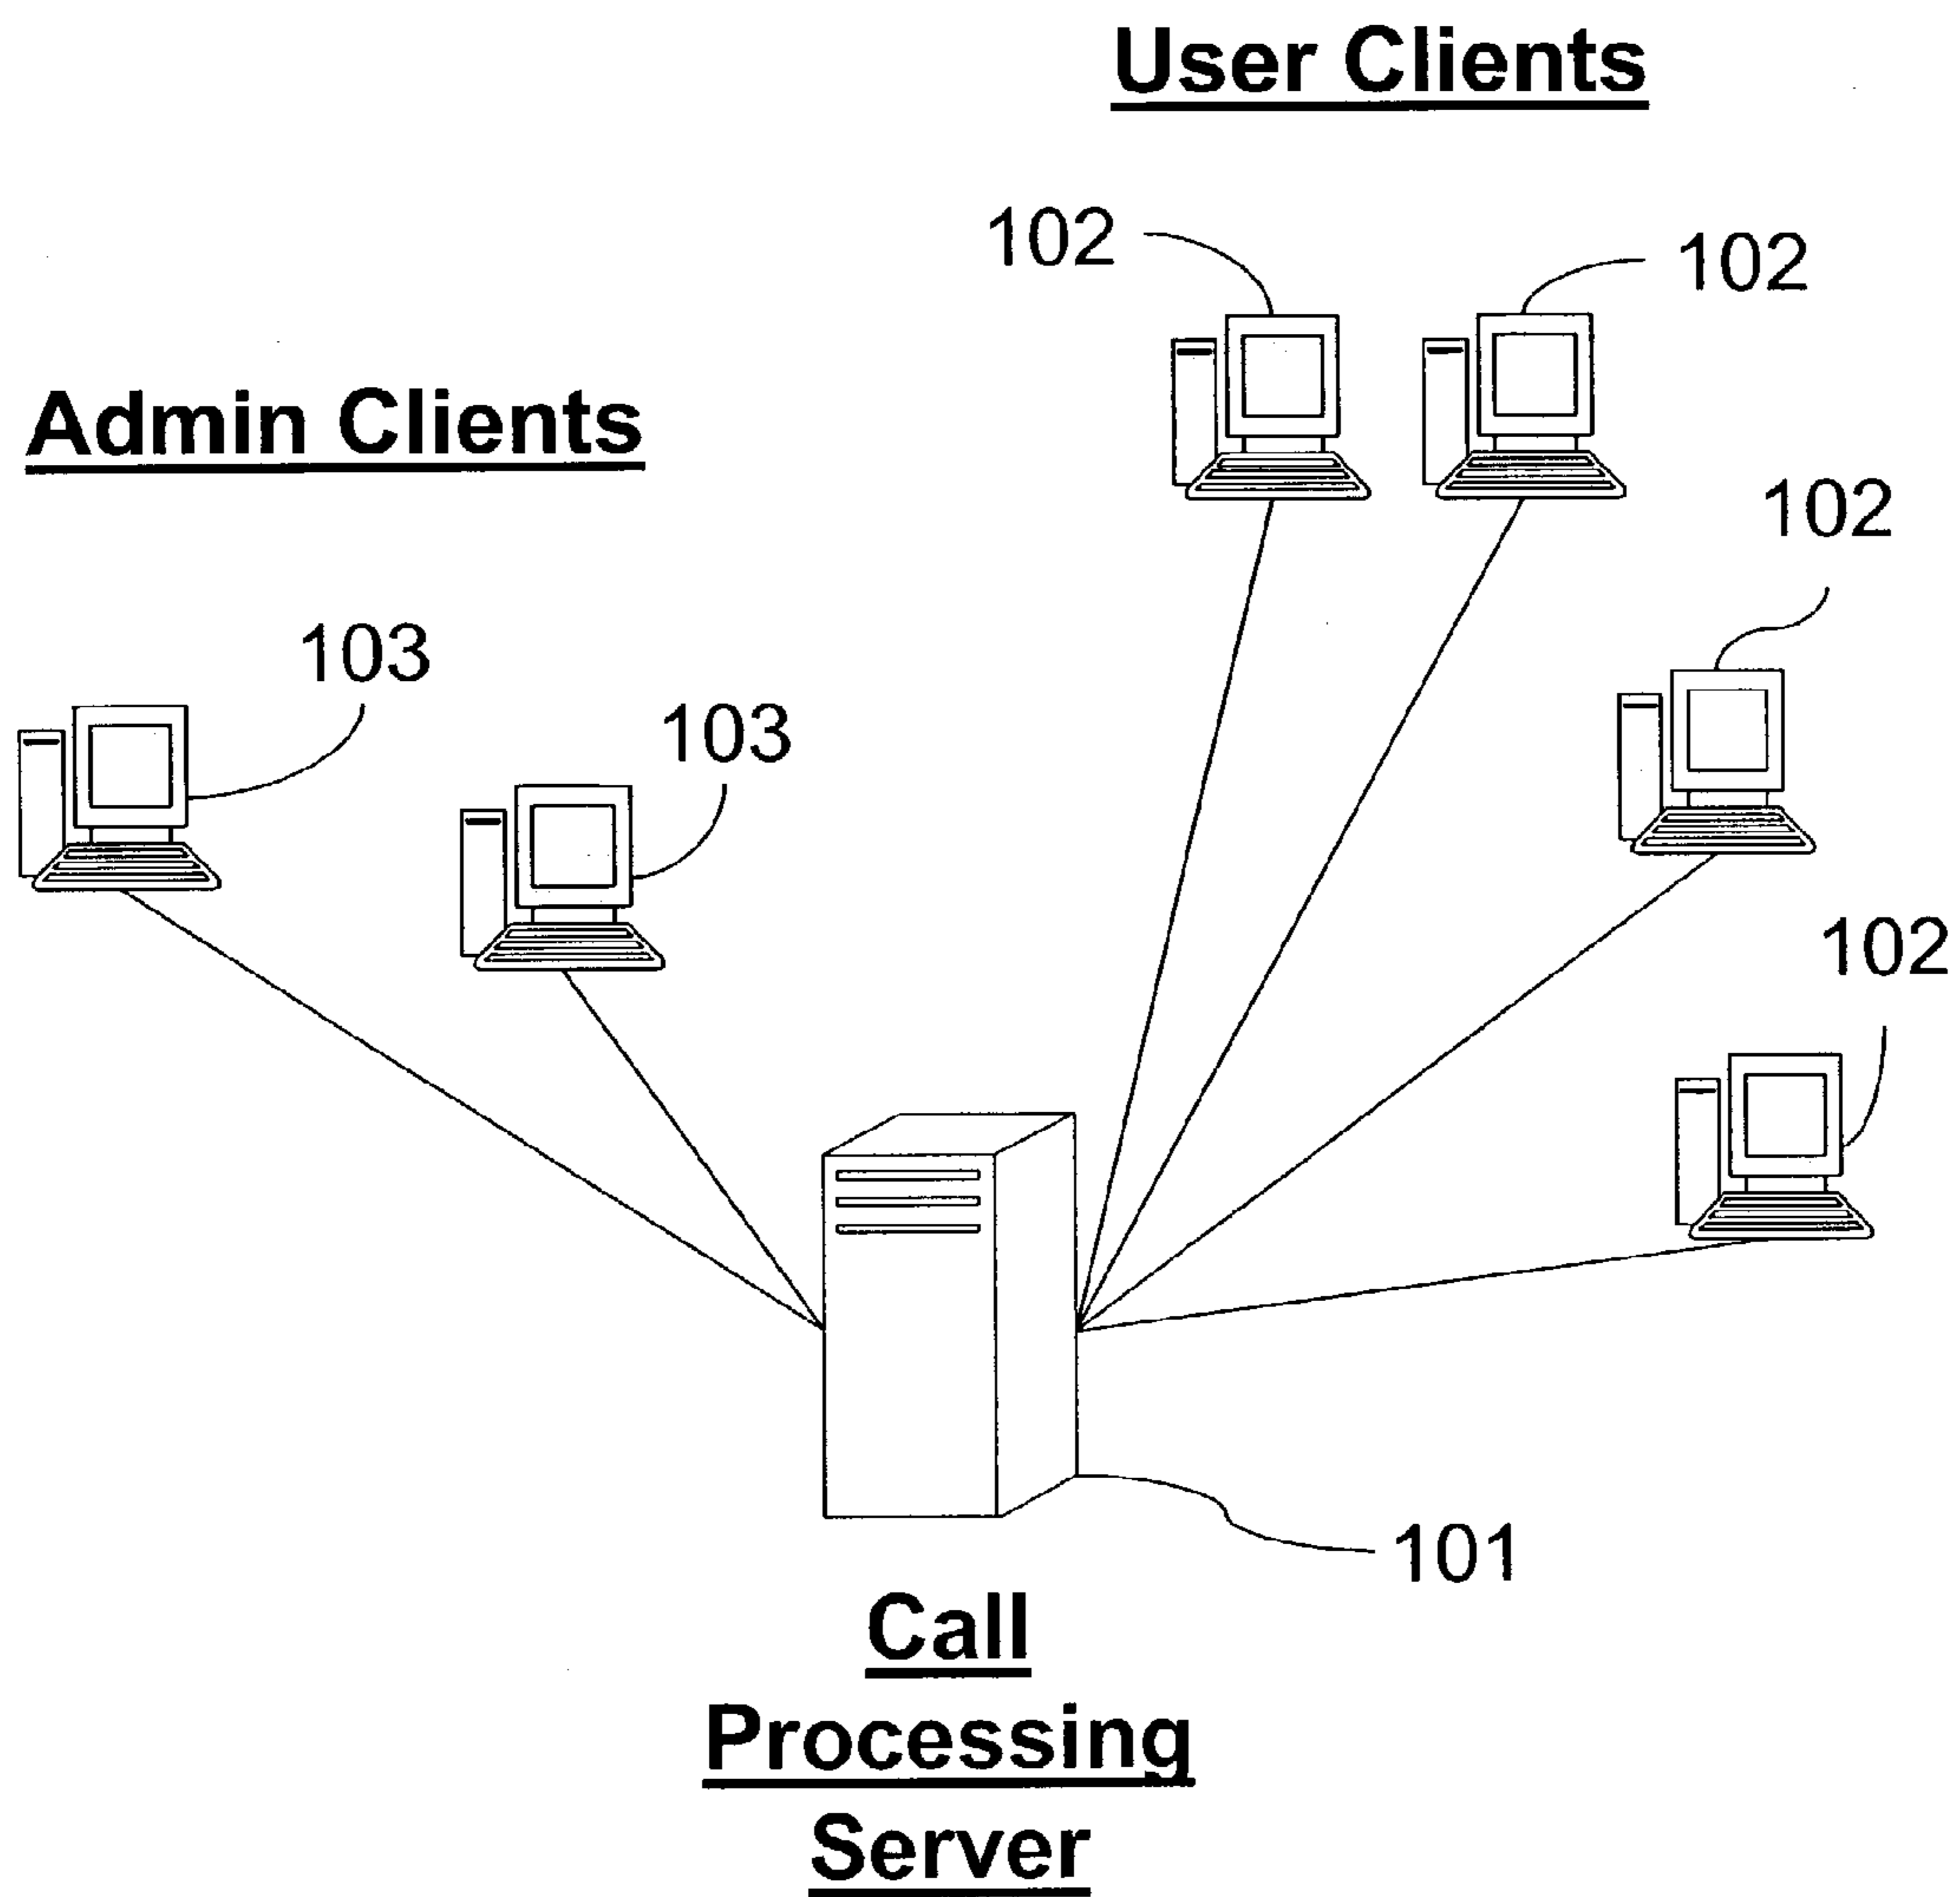 User Clients
102
102
Admin Clients
102
103
103
102
101
Call
Processing
Server